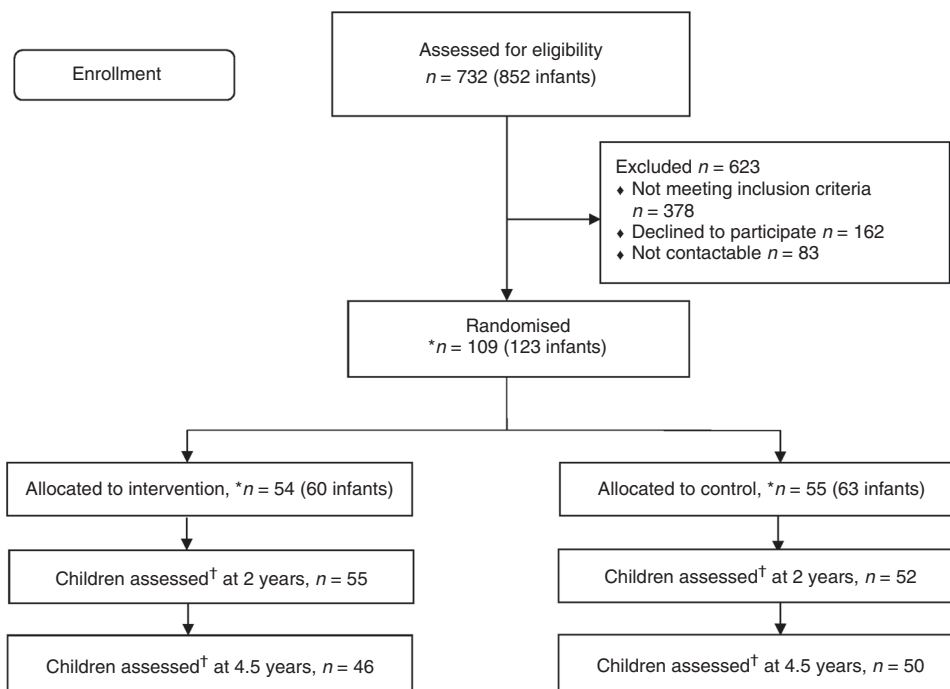 Enrollment
Assessed for eligibility
n = 732 (852 infants)
Excluded n = 623
♦ Not meeting inclusion criteria
n = 378
♦ Declined to participate n = 162
♦ Not contactable n = 83
Randomised
*n = 109 (123 infants)
Allocated to intervention, *n = 54 (60 infants)
Allocated to control, *n = 55 (63 infants)
Children assessed† at 2 years, n = 55
Children assessed† at 2 years, n = 52
Children assessed† at 4.5 years, n = 46
Children assessed† at 4.5 years, n = 50